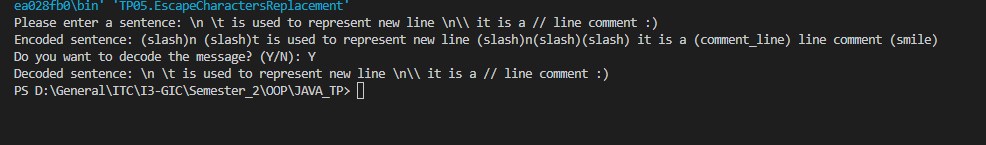 ea028fb0\bin' 'TP05.EscapeCharactersReplacement'
Please enter a sentence: \n \t is used to represent new line \n\\ it is a // line comment :)
Encoded sentence: (slash)n (slash)t is used to represent new line (slash)n(slash)(slash) it is a (comment_line) line comment (smile)
Do you want to decode the message? (Y/N): Y
Decoded sentence: \n \t is used to represent new line \n\\ it is a // line comment :)
PS D:\General\ITC\I3-GIC\Semester_2\OOP\JAVA_TP>